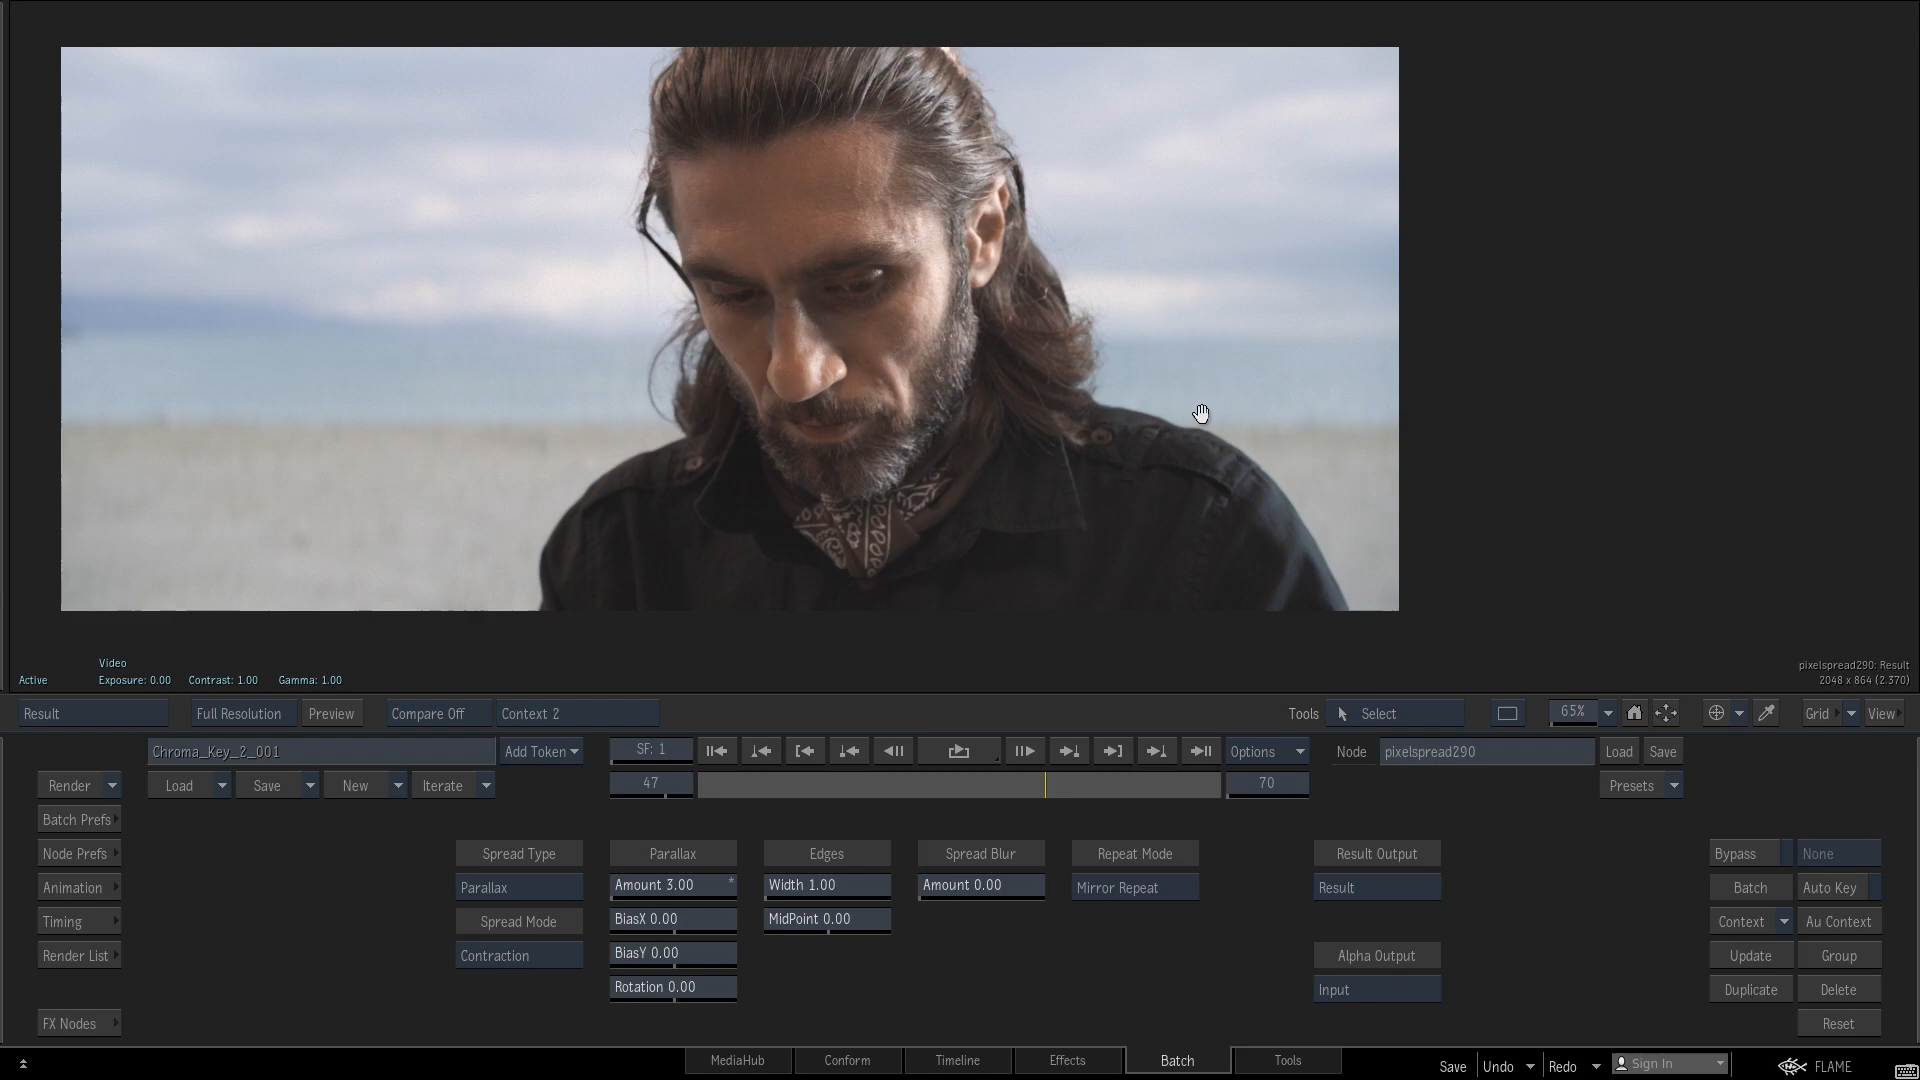 Video
Active Exposure: 0.00 Contrast: 1.00 Gamma: 1.00
pixelspread290: Result
2048 x 864 (2.370)
Result Full Resolution Preview Compare Off Context 2 Tools Select 65% Grid View
Chroma_Key_2_001 Add Token SF: 1 Options Node pixelspread290 Load Save
Render Load Save New Iterate 47 70 Presets
Batch Prefs
Node Prefs Spread Type Parallax Edges Spread Blur Repeat Mode Result Output Bypass None
Animation Parallax Amount 3.00 * Width 1.00 Amount 0.00 Mirror Repeat Result Batch Auto Key
Timing Spread Mode BiasX 0.00 MidPoint 0.00 Context Au Context
Render List Contraction BiasY 0.00 Alpha Output Update Group
Rotation 0.00 Input Duplicate Delete
FX Nodes Reset
MediaHub Conform Timeline Effects Batch Tools Save Undo Redo Sign In FLAME